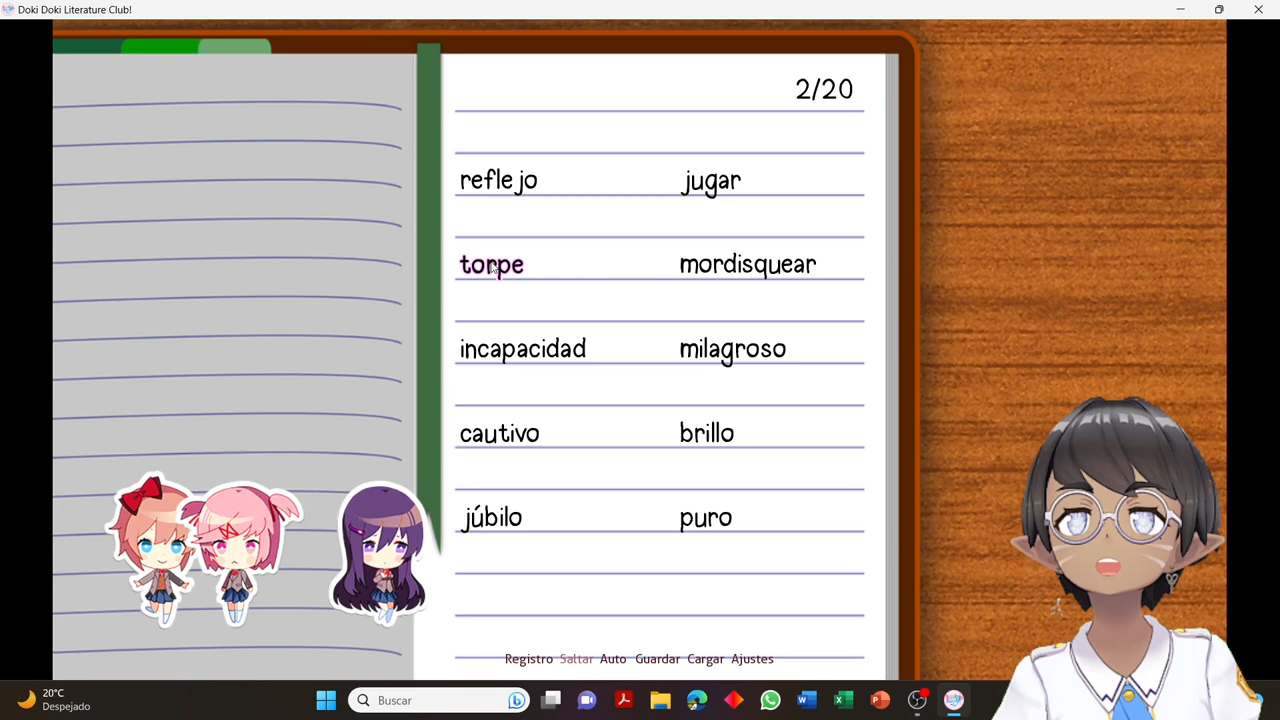 Doki Doki Literature Club!
2/20
reflejo jugar
torpe mordisquear
incapacidad milagroso
cautivo brillo
júbilo puro
Registro Saltar Auto Guardar Cargar Ajustes
20°C
Despejado
Buscar